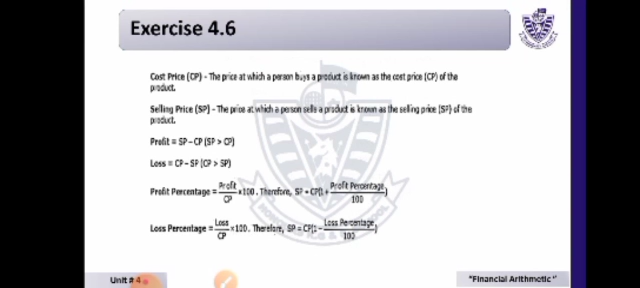 Exercise 4.6
Cost Price (CP) - The price at which a person buys a product is known as the cost price (CP) of the
product.
Selling Price (SP) - The price at which a person sells a product is known as the selling price (SP) of the
product.
Profit = SP - CP (SP > CP)
Loss = CP - SP (CP > SP)
Profit Percentage = Profit/CP ×100. Therefore, SP = CP(1+ Profit Percentage/100)
Loss Percentage = Loss/CP ×100. Therefore, SP = CP(1- Loss Percentage/100)
Unit # 4
"Financial Arithmetic"